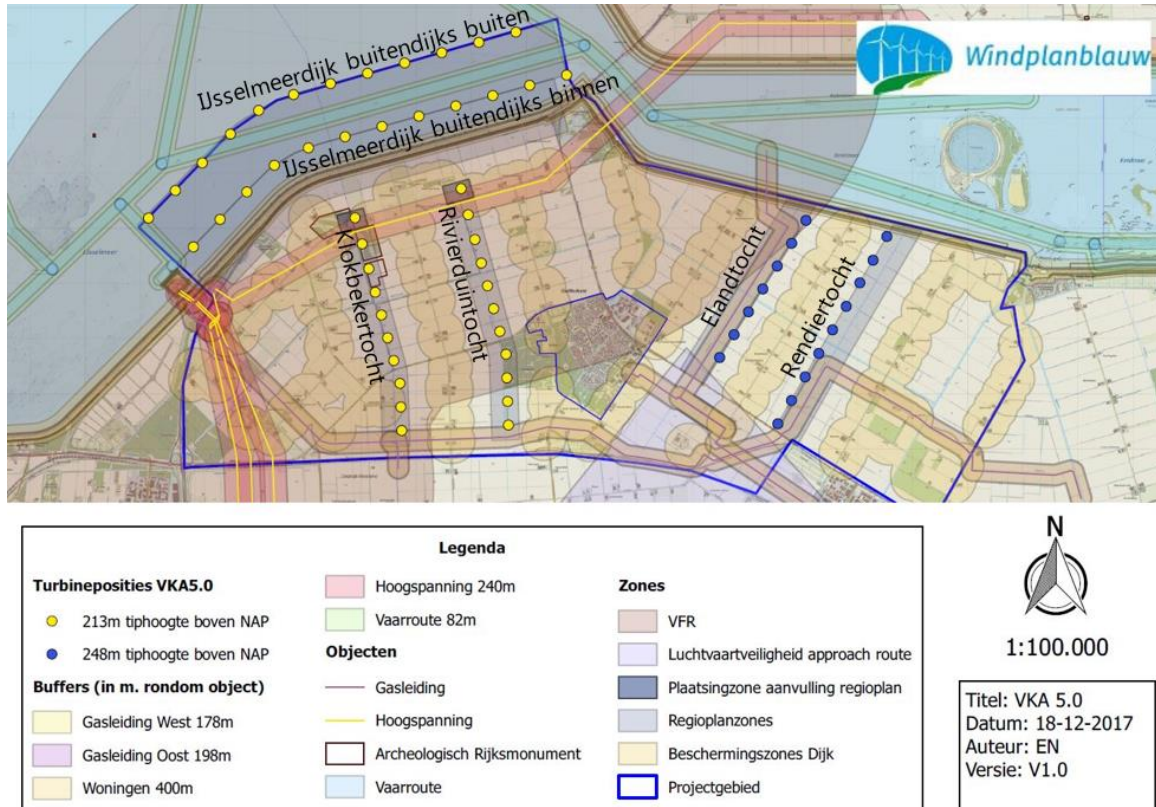 Windplanblauw
IJsselmeerdijk buitendijks buiten
IJsselmeerdijk buitendijks binnen
Klokbekertocht
Rivierduintocht
Elandtocht
Rendiertocht
Legenda
Turbineposities VKA5.0
213m tiphoogte boven NAP
248m tiphoogte boven NAP
Buffers (in m. rondom object)
Gasleiding West 178m
Gasleiding Oost 198m
Woningen 400m
Hoogspanning 240m
Vaarroute 82m
Objecten
Gasleiding
Hoogspanning
Archeologisch Rijksmonument
Vaarroute
Zones
VFR
Luchtvaartveiligheid approach route
Plaatsingzone aanvulling regioplan
Regioplanzones
Beschermingszones Dijk
Projectgebied
N
1:100.000
Titel: VKA 5.0
Datum: 18-12-2017
Auteur: EN
Versie: V1.0